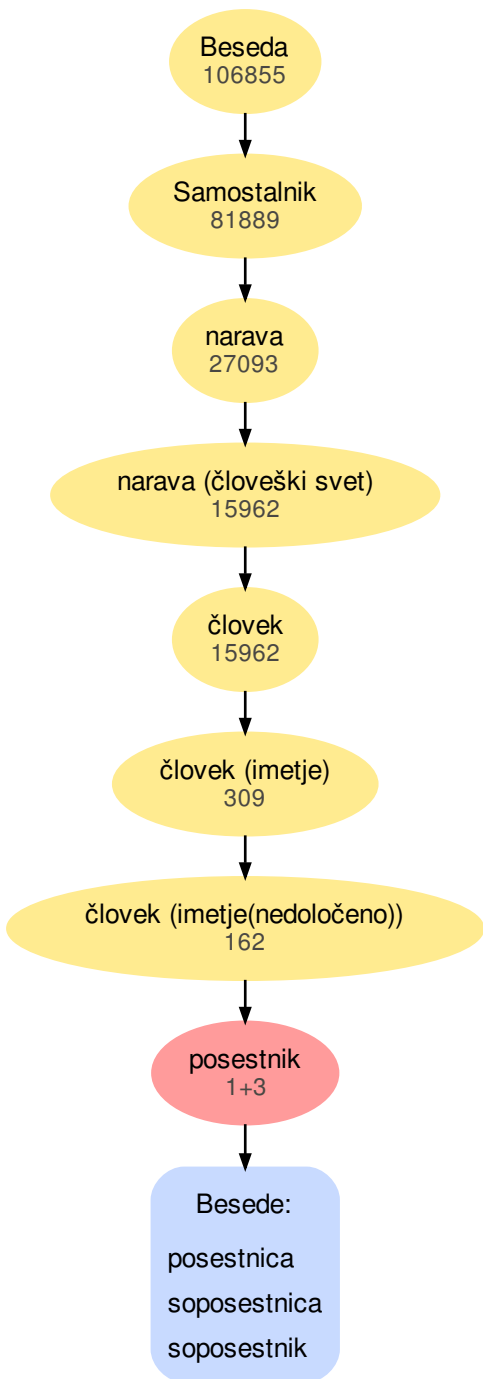 Beseda
106855
Samostalnik
81889
narava
27093
narava (človeški svet)
15962
človek
15962
človek (imetje)
309
človek (imetje(nedoločeno))
162
posestnik
1+3
Besede:
posestnica
soposestnica
soposestnik